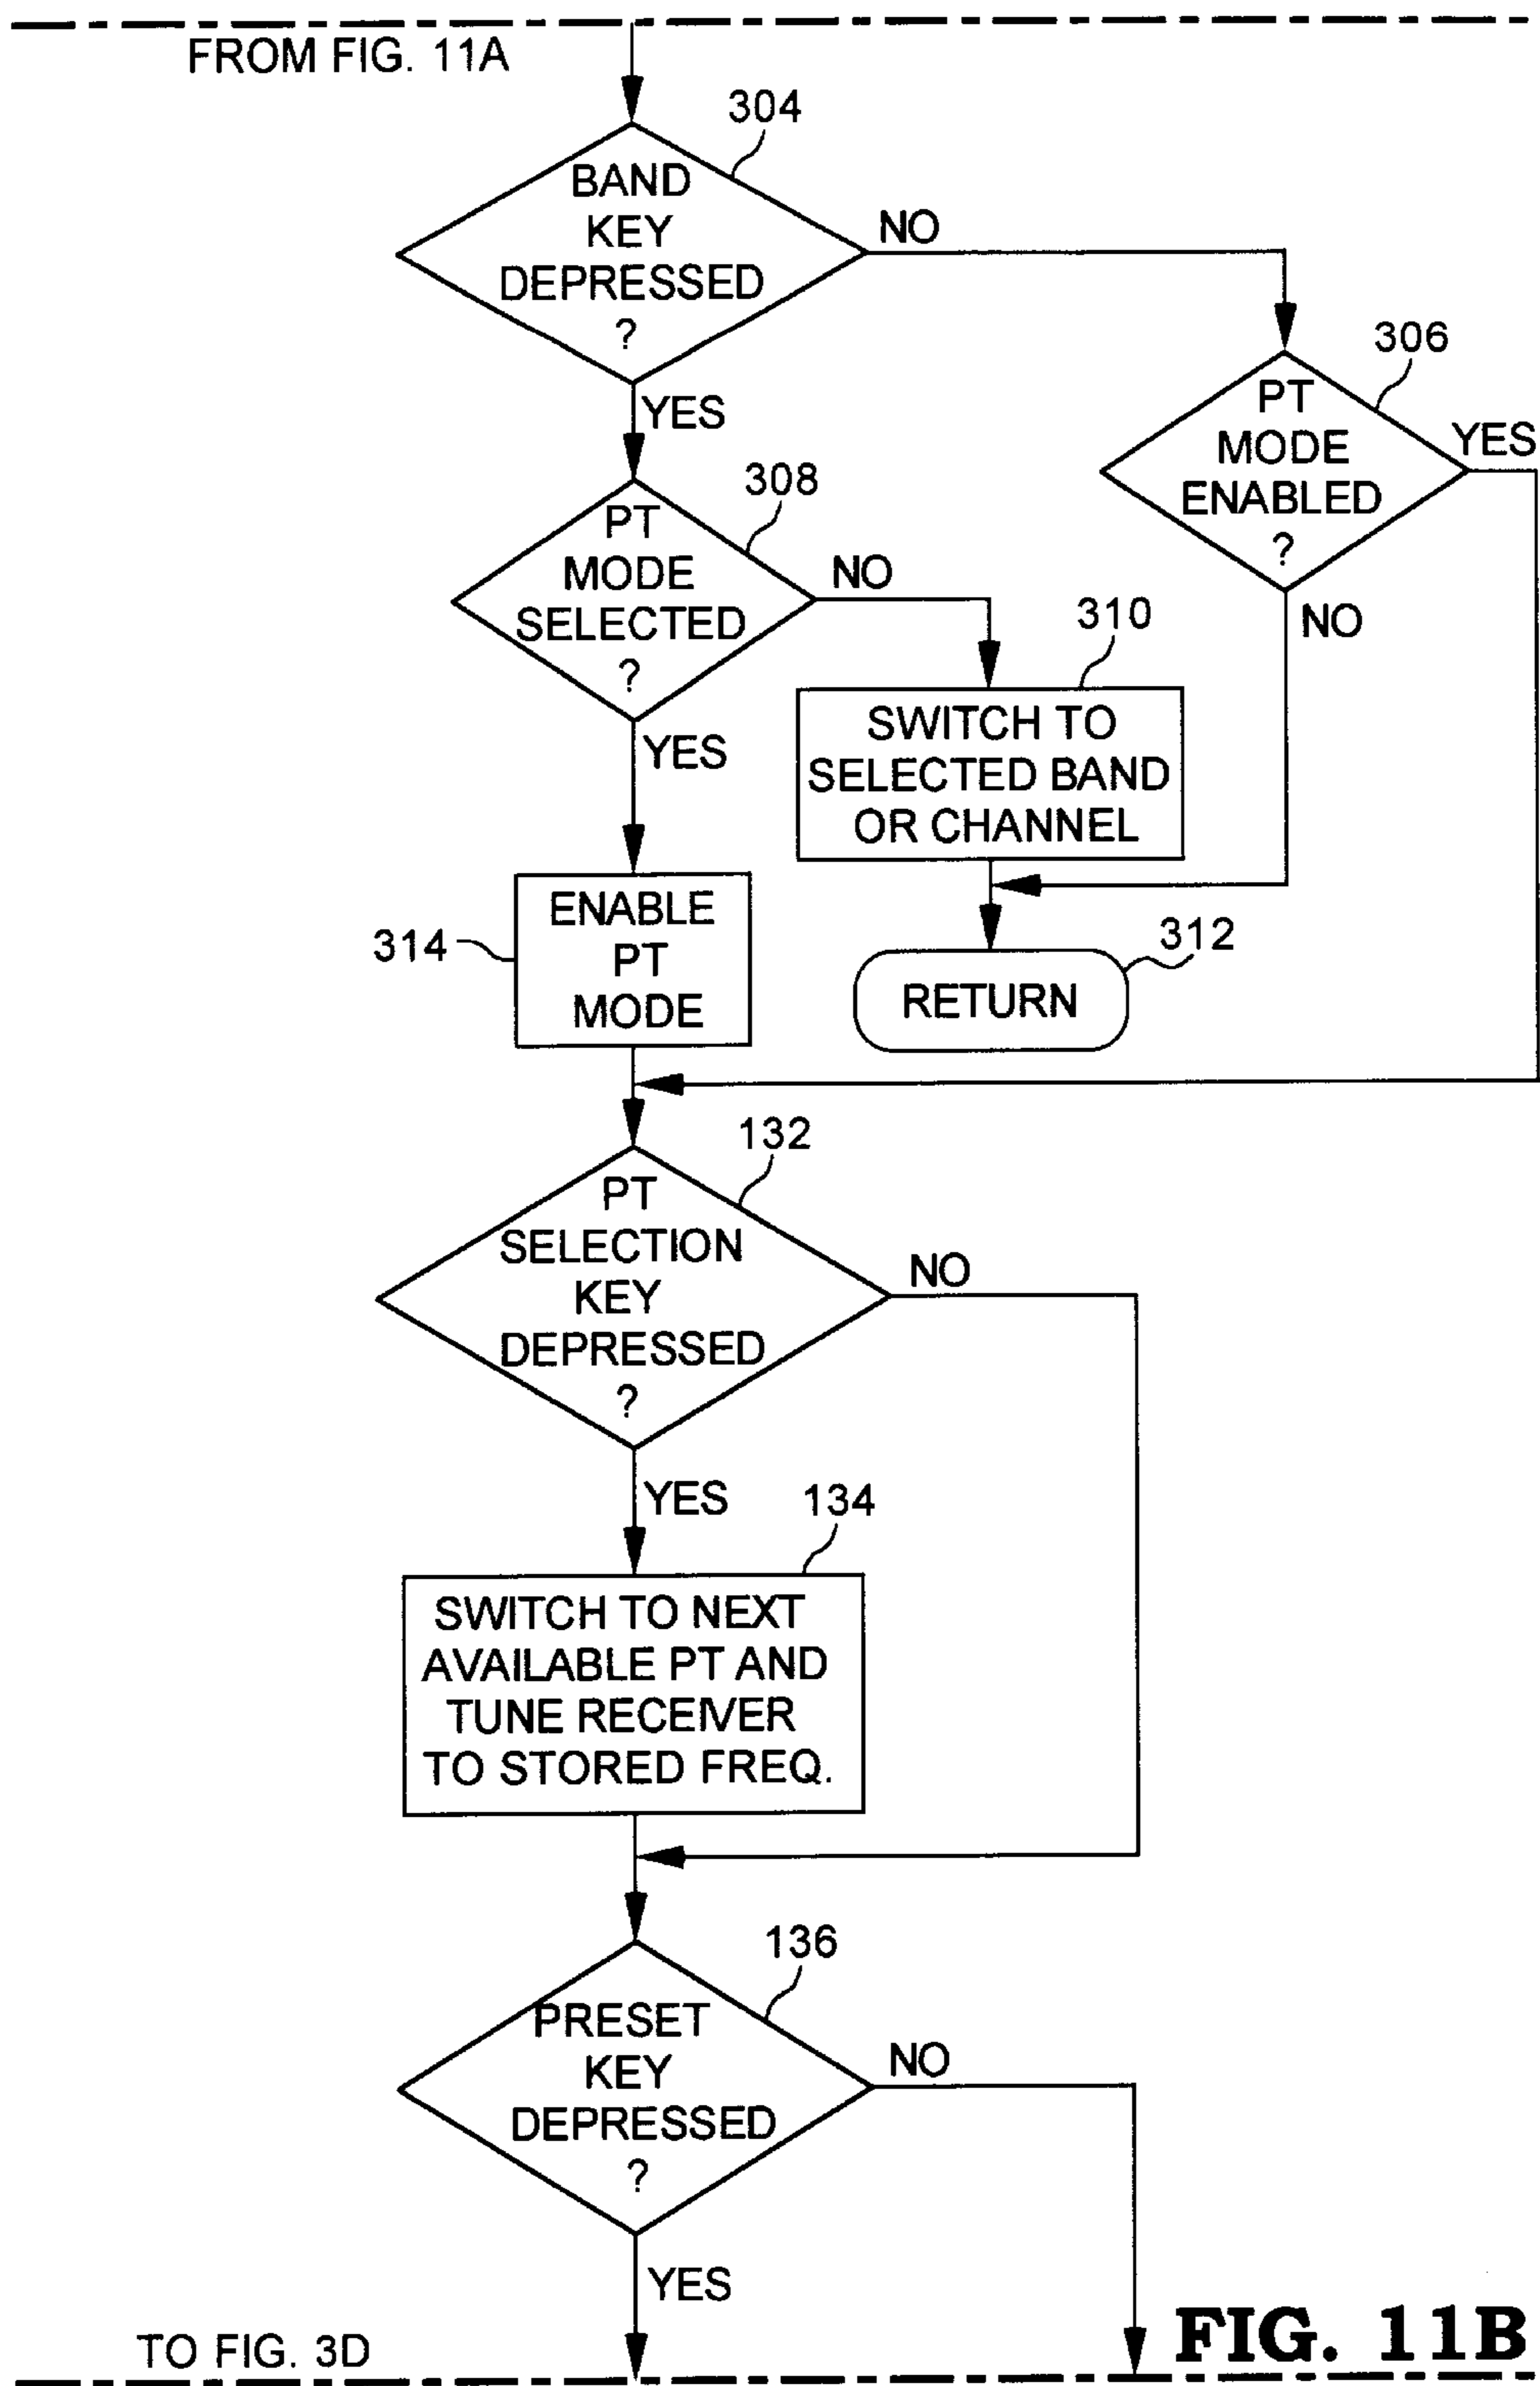 FROM FIG. 11A
304
BAND
KEY
DEPRESSED
?
NO
YES
306
PT
MODE
ENABLED
?
YES
NO
308
PT
MODE
SELECTED
?
NO
YES
310
SWITCH TO
SELECTED BAND
OR CHANNEL
314
ENABLE
PT
MODE
312
RETURN
132
PT
SELECTION
KEY
DEPRESSED
?
NO
YES
134
SWITCH TO NEXT
AVAILABLE PT AND
TUNE RECEIVER
TO STORED FREQ.
136
PRESET
KEY
DEPRESSED
?
NO
YES
TO FIG. 3D
FIG. 11B